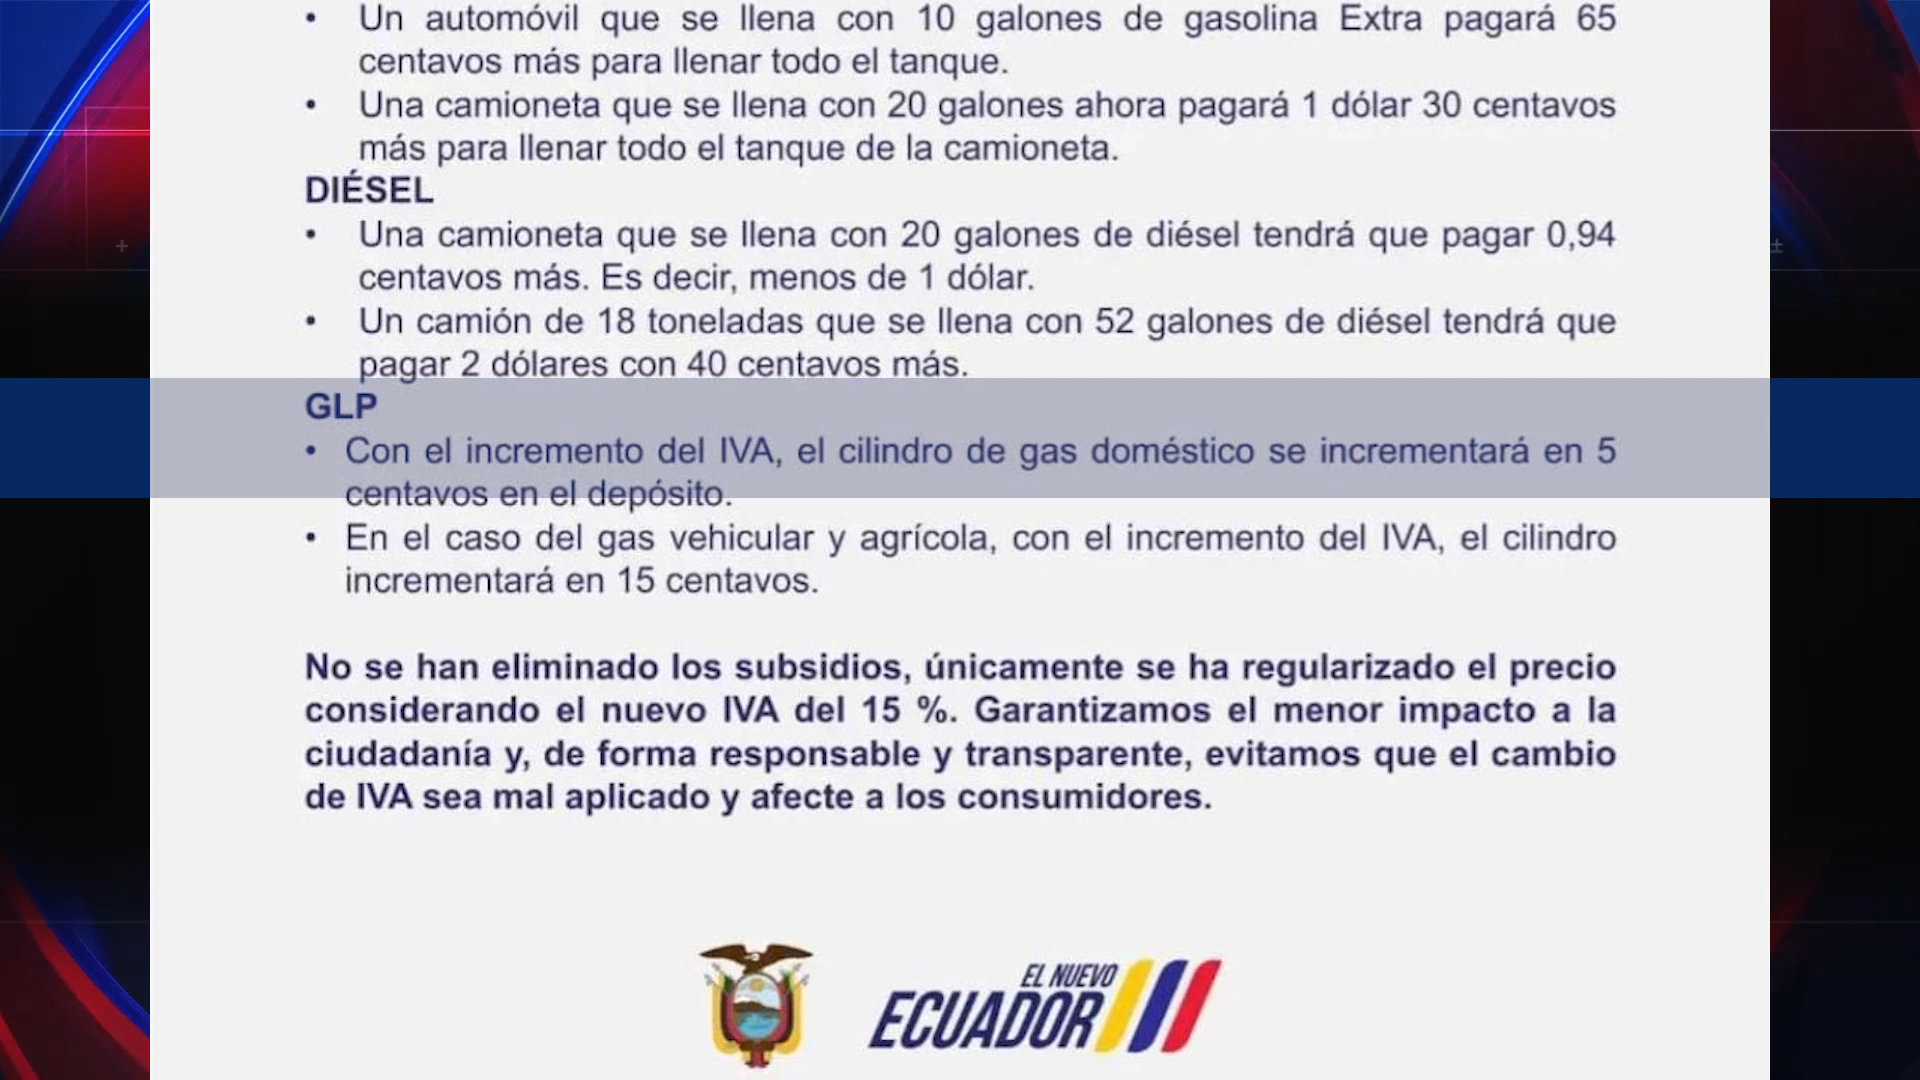 • Un automóvil que se llena con 10 galones de gasolina Extra pagará 65
centavos más para llenar todo el tanque.
• Una camioneta que se llena con 20 galones ahora pagará 1 dólar 30 centavos
más para llenar todo el tanque de la camioneta.
DIÉSEL
• Una camioneta que se llena con 20 galones de diésel tendrá que pagar 0,94
centavos más. Es decir, menos de 1 dólar.
• Un camión de 18 toneladas que se llena con 52 galones de diésel tendrá que
pagar 2 dólares con 40 centavos más.
GLP
• Con el incremento del IVA, el cilindro de gas doméstico se incrementará en 5
centavos en el depósito.
• En el caso del gas vehicular y agrícola, con el incremento del IVA, el cilindro
incrementará en 15 centavos.
No se han eliminado los subsidios, únicamente se ha regularizado el precio
considerando el nuevo IVA del 15 %. Garantizamos el menor impacto a la
ciudadanía y, de forma responsable y transparente, evitamos que el cambio
de IVA sea mal aplicado y afecte a los consumidores.
EL NUEVO
ECUADOR